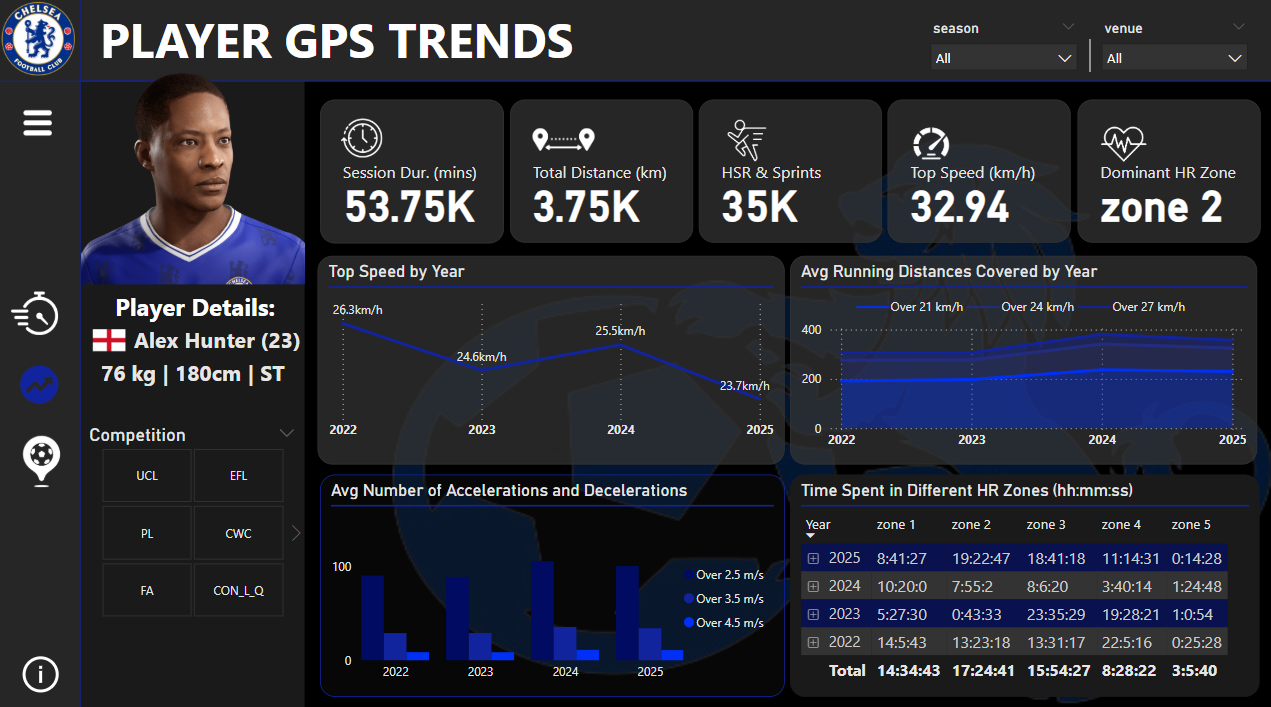 CHELSEA
FOOTBALL CLUB
PLAYER GPS TRENDS
season
All
venue
All
Session Dur. (mins)
53.75K
Total Distance (km)
3.75K
HSR & Sprints
35K
Top Speed (km/h)
32.94
Dominant HR Zone
zone 2
Player Details:
Alex Hunter (23)
76 kg | 180cm | ST
Competition
UCL
EFL
PL
CWC
FA
CON_L_Q
Top Speed by Year
26.3km/h
24.6km/h
25.5km/h
23.7km/h
2022 2023 2024 2025
Avg Running Distances Covered by Year
Over 21 km/h Over 24 km/h Over 27 km/h
400
200
0
2022 2023 2024 2025
Avg Number of Accelerations and Decelerations
100
0
Over 2.5 m/s
Over 3.5 m/s
Over 4.5 m/s
2022 2023 2024 2025
Time Spent in Different HR Zones (hh:mm:ss)
Year zone 1 zone 2 zone 3 zone 4 zone 5
2025 8:41:27 19:22:47 18:41:18 11:14:31 0:14:28
2024 10:20:0 7:55:2 8:6:20 3:40:14 1:24:48
2023 5:27:30 0:43:33 23:35:29 19:28:21 1:0:54
2022 14:5:43 13:23:18 13:31:17 22:5:16 0:25:28
Total 14:34:43 17:24:41 15:54:27 8:28:22 3:5:40